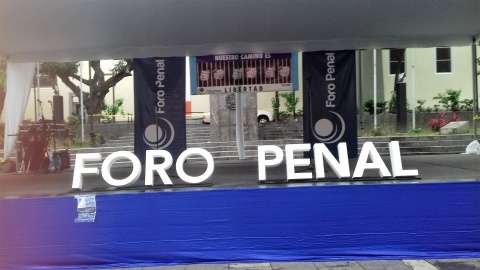 NUESTRO CAMINO ES
LIBERTAD
Foro Penal
Foro Penal
FORO PENAL